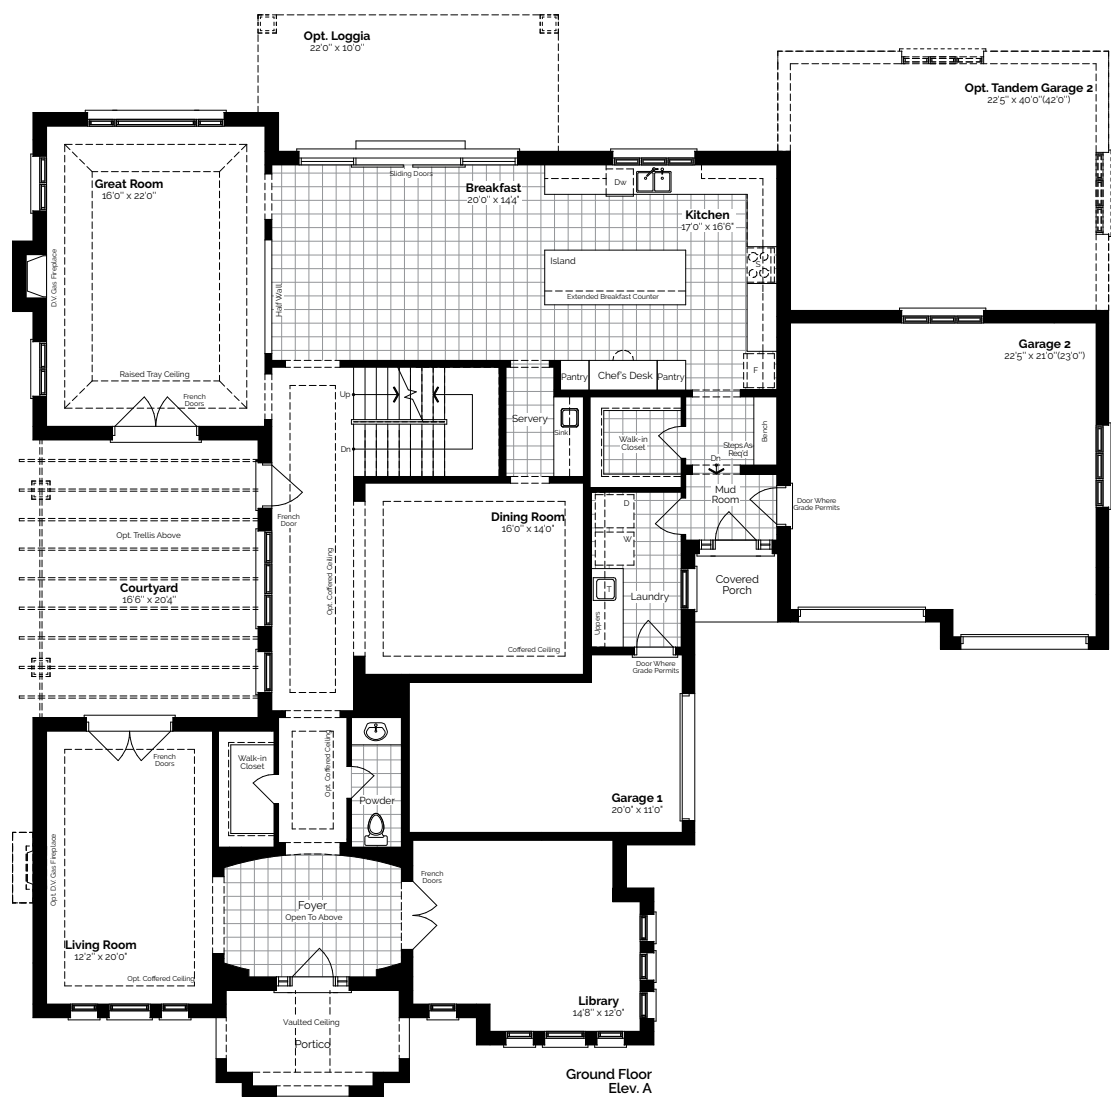 Opt. Loggia
22'0" x 10'0"
Opt. Tandem Garage 2
22'5" x 40'0"(42'0")
Great Room
16'0" x 22'0"
Sliding Doors
Breakfast
20'0" x 14'4"
Dw
Kitchen
17'0" x 16'6"
S
Island
Extended Breakfast Counter
D.V. Gas Fireplace
Half Wall
Garage 2
22'5" x 21'0"(23'0")
Raised Tray Ceiling
French
Doors
Pantry
Chef's Desk
Pantry
F
Up
Dn
Servery
Sink
Walk-in
Closet
Steps As
Req'd
Bench
Dn
Mud
Room
Door Where
Grade Permits
French
Door
Opt. Trellis Above
Courtyard
16'6" x 20'4"
Opt. Coffered Ceiling
Dining Room
16'0" x 14'0"
Coffered Ceiling
D
W
T
Uppers
Laundry
Covered
Porch
Door Where
Grade Permits
French
Doors
Walk-in
Closet
Opt. Coffered Ceiling
Powder
Garage 1
20'0" x 11'0"
Opt. D.V. Gas Fireplace
French
Doors
Foyer
Open To Above
Living Room
12'2" x 20'0"
Opt. Coffered Ceiling
Library
14'8" x 12'0"
Vaulted Ceiling
Portico
Ground Floor
Elev. A